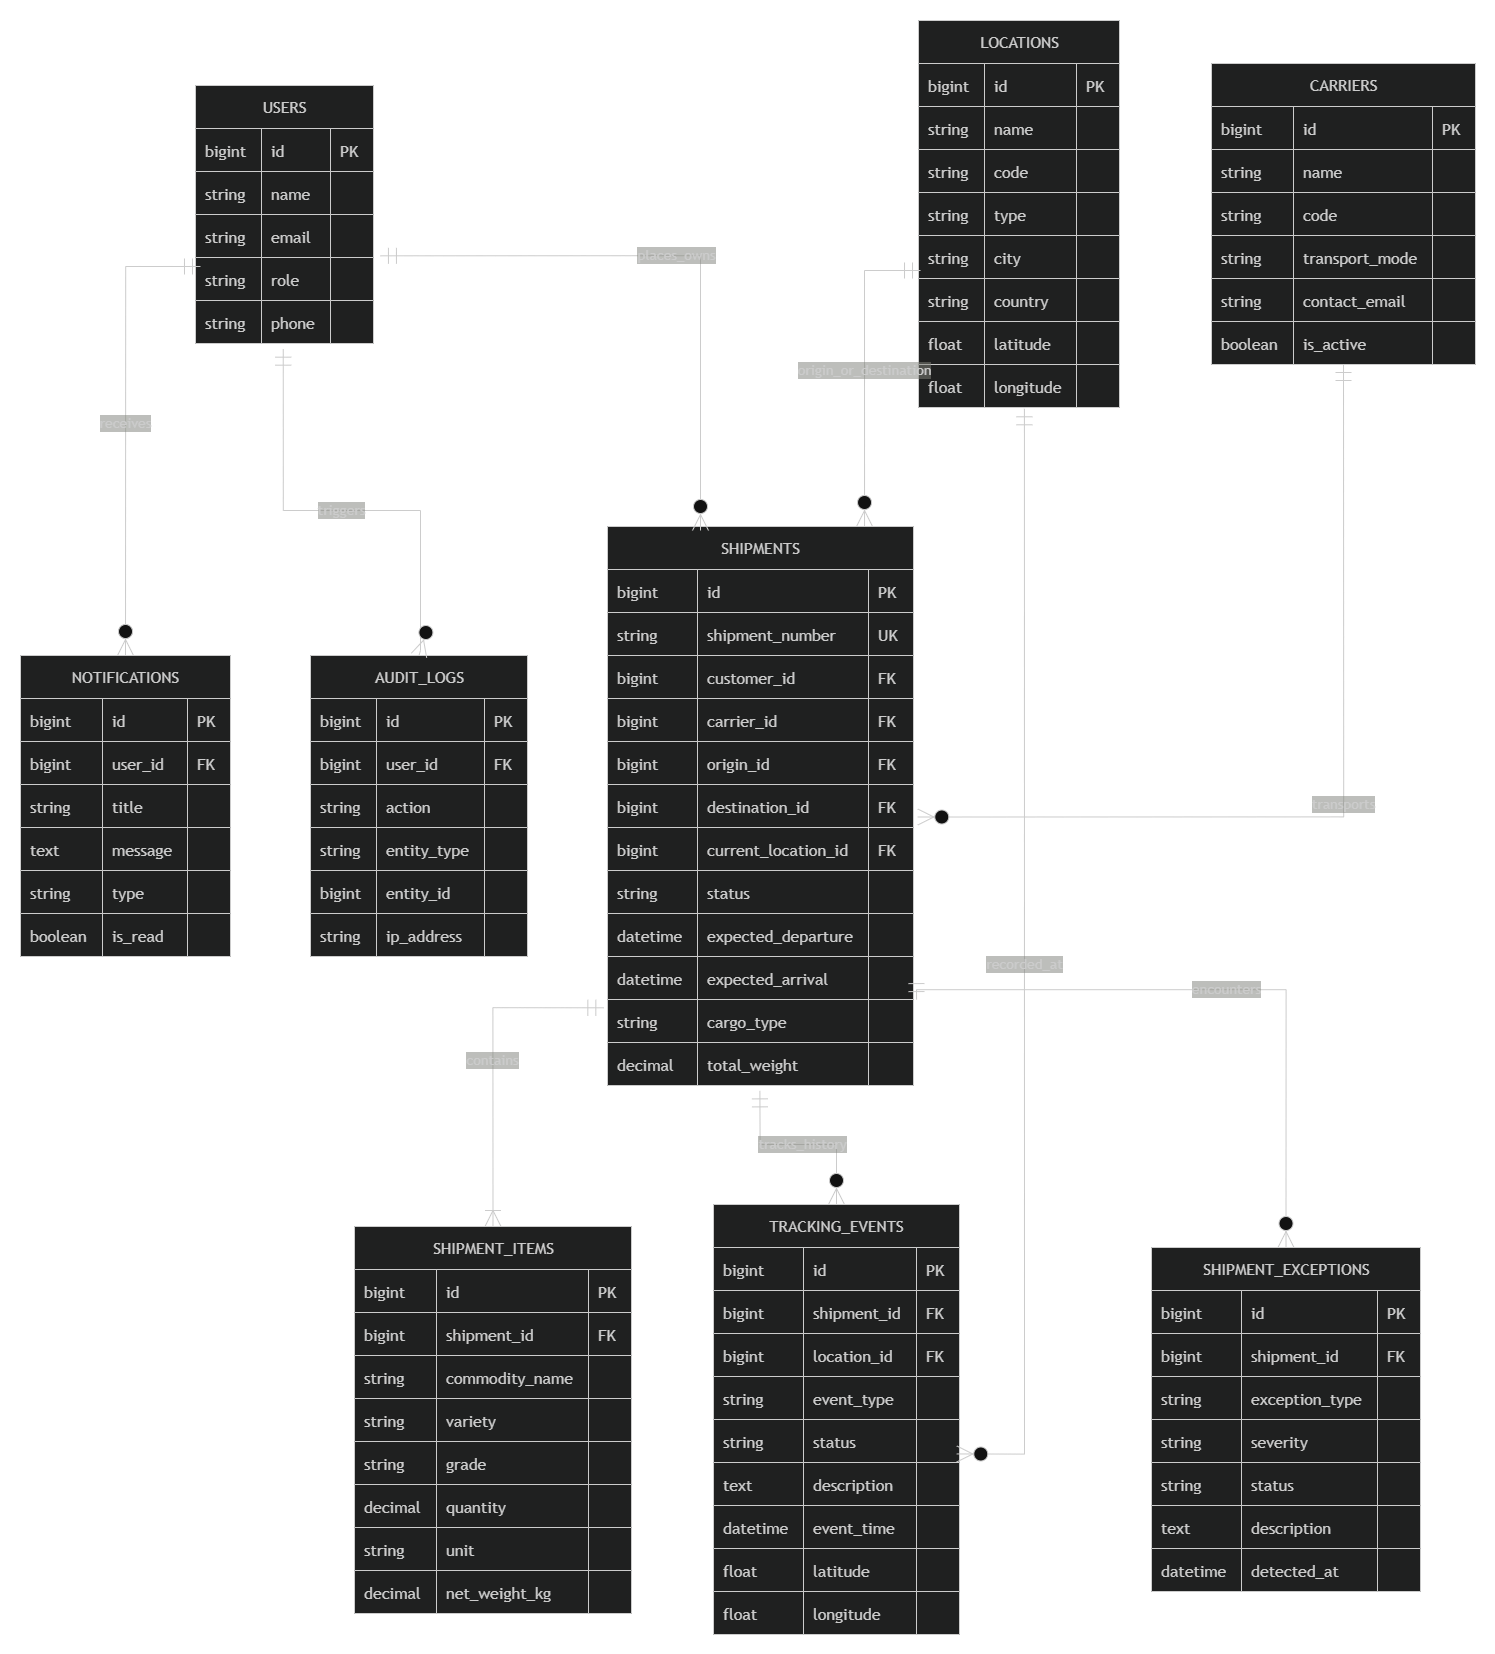 LOCATIONS
bigint id PK
string name
string code
string type
string city
string country
float latitude
float longitude
CARRIERS
bigint id PK
string name
string code
string transport_mode
string contact_email
boolean is_active
USERS
bigint id PK
string name
string email
string role
string phone
places_owns
origin_or_destination
receives
triggers
SHIPMENTS
bigint id PK
string shipment_number UK
bigint customer_id FK
bigint carrier_id FK
bigint origin_id FK
bigint destination_id FK
bigint current_location_id FK
string status
datetime expected_departure
datetime expected_arrival
string cargo_type
decimal total_weight
NOTIFICATIONS
bigint id PK
bigint user_id FK
string title
text message
string type
boolean is_read
AUDIT_LOGS
bigint id PK
bigint user_id FK
string action
string entity_type
bigint entity_id
string ip_address
transports
recorded_at
encounters
contains
tracks_history
SHIPMENT_ITEMS
bigint id PK
bigint shipment_id FK
string commodity_name
string variety
string grade
decimal quantity
string unit
decimal net_weight_kg
TRACKING_EVENTS
bigint id PK
bigint shipment_id FK
bigint location_id FK
string event_type
string status
text description
datetime event_time
float latitude
float longitude
SHIPMENT_EXCEPTIONS
bigint id PK
bigint shipment_id FK
string exception_type
string severity
string status
text description
datetime detected_at